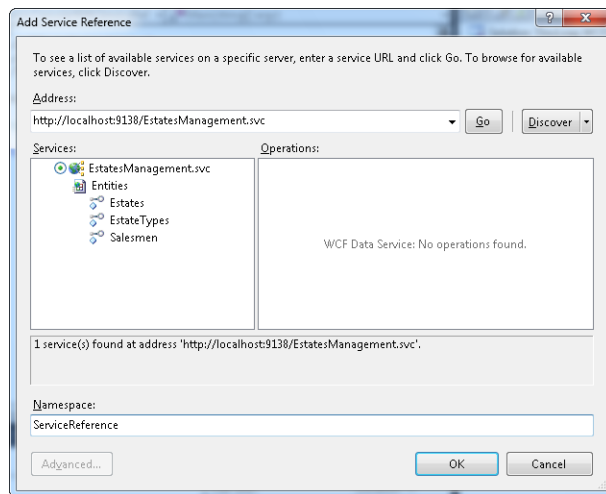 Add Service Reference
To see a list of available services on a specific server, enter a service URL and click Go. To browse for available
services, click Discover.
Address:
http://localhost:9138/EstatesManagement.svc
Go
Discover
Services:
Operations:
EstatesManagement.svc
Entities
Estates
EstateTypes
Salesmen
WCF Data Service: No operations found.
1 service(s) found at address 'http://localhost:9138/EstatesManagement.svc'.
Namespace:
ServiceReference
Advanced...
OK
Cancel